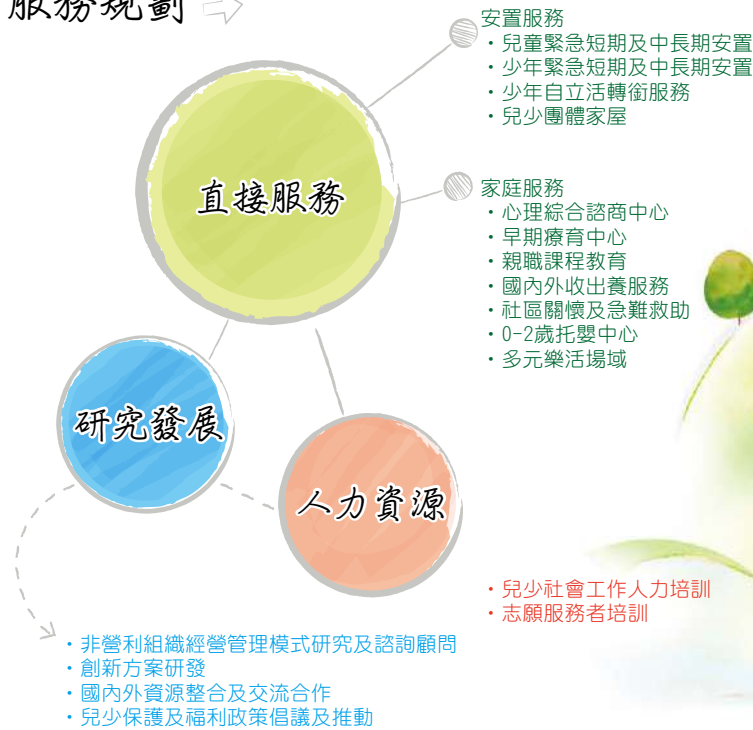 服務規劃
安置服務
・兒童緊急短期及中長期安置
・少年緊急短期及中長期安置
・少年自立活轉銜服務
・兒少團體家屋
直接服務
家庭服務
・心理綜合諮商中心
・早期療育中心
・親職課程教育
・國內外收出養服務
・社區關懷及急難救助
・0-2歲托嬰中心
・多元樂活場域
研究發展
人力資源
・兒少社會工作人力培訓
・志願服務者培訓
・非營利組織經營管理模式研究及諮詢顧問
・創新方案研發
・國內外資源整合及交流合作
・兒少保護及福利政策倡議及推動